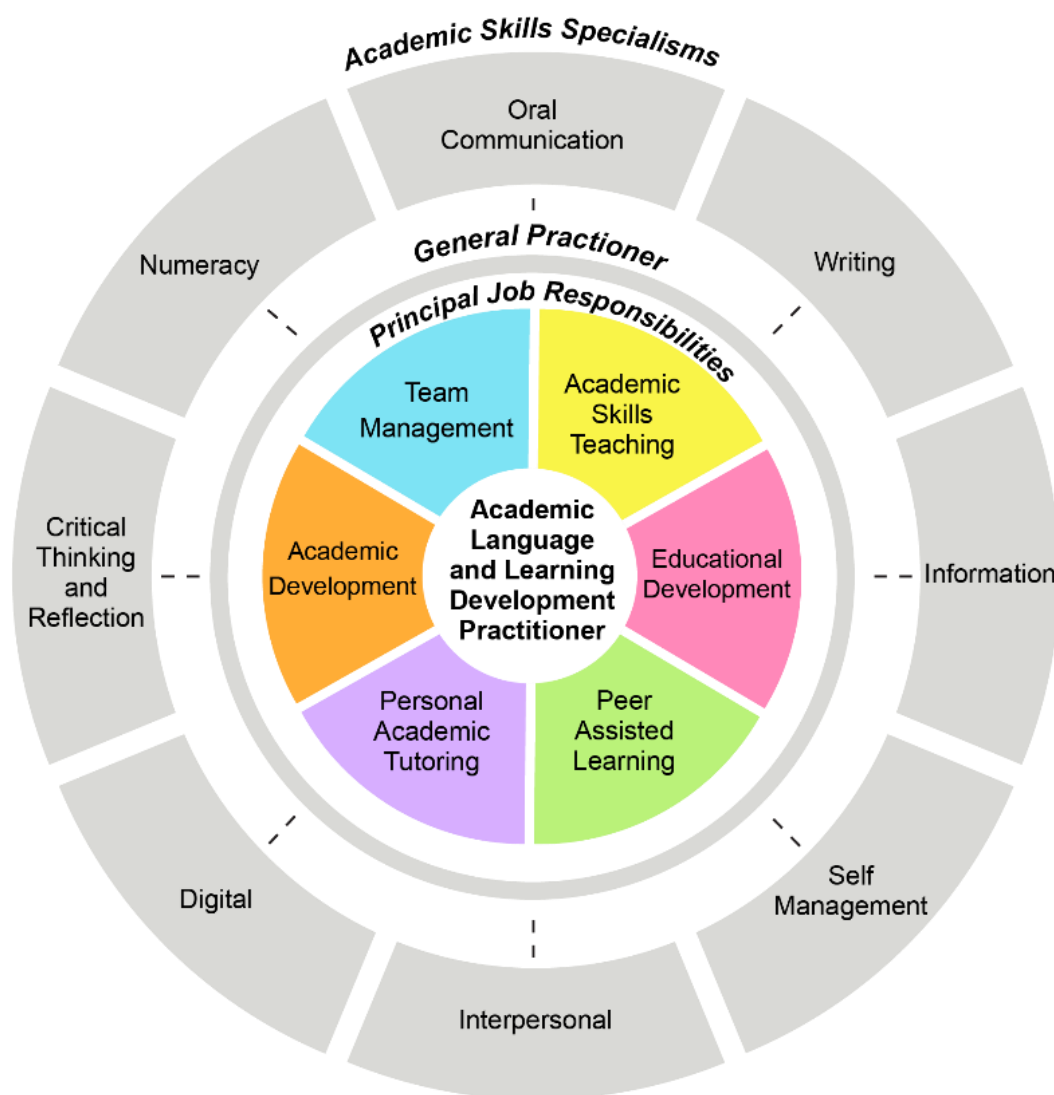 Academic Skills Specialisms
Oral
Communication
Writing
Information
Self
Management
Interpersonal
Digital
Critical
Thinking
and
Reflection
Numeracy
General Practioner
Principal Job Responsibilities
Team
Management
Academic
Skills
Teaching
Educational
Development
Peer
Assisted
Learning
Personal
Academic
Tutoring
Academic
Development
Academic
Language
and Learning
Development
Practitioner